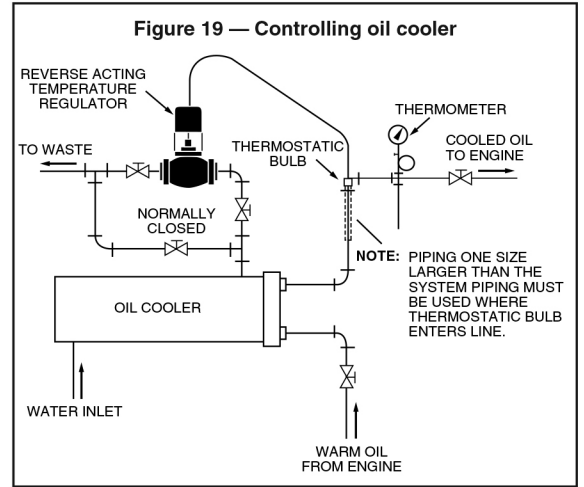 Figure 19 — Controlling oil cooler
REVERSE ACTING
TEMPERATURE
REGULATOR
THERMOMETER
TO WASTE
THERMOSTATIC
BULB
COOLED OIL
TO ENGINE
NORMALLY
CLOSED
NOTE: PIPING ONE SIZE
LARGER THAN THE
SYSTEM PIPING MUST
BE USED WHERE
THERMOSTATIC BULB
ENTERS LINE.
OIL COOLER
WATER INLET
WARM OIL
FROM ENGINE